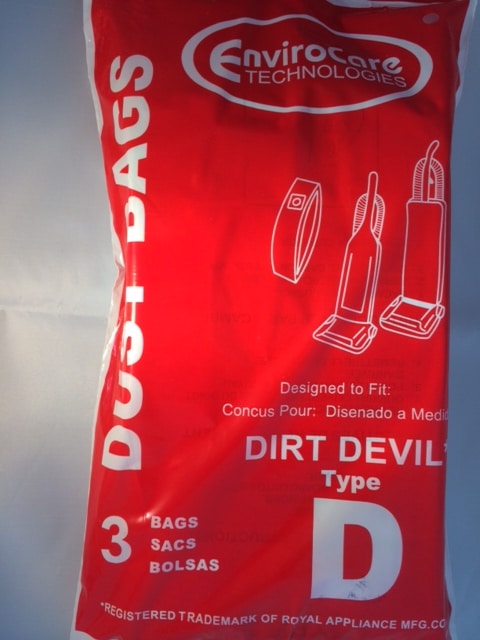 EnviroCare
TECHNOLOGIES
DUST BAGS
Designed to Fit:
Concus Pour: Disenado a Medid
DIRT DEVIL*
Type
D
3
BAGS
SACS
BOLSAS
*REGISTERED TRADEMARK OF ROYAL APPLIANCE MFG.CO